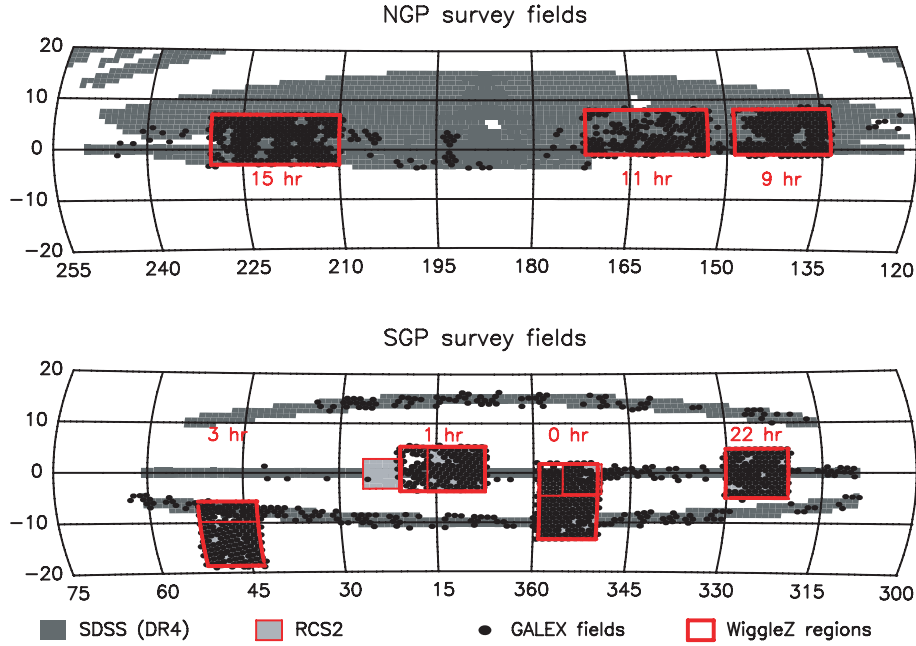 NGP survey fields
20
10
0
−10
−20
15 hr
11 hr
9 hr
255
240
225
210
195
180
165
150
135
120
SGP survey fields
20
10
0
−10
−20
3 hr
1 hr
0 hr
22 hr
75
60
45
30
15
360
345
330
315
300
SDSS (DR4)
RCS2
GALEX fields
WiggleZ regions